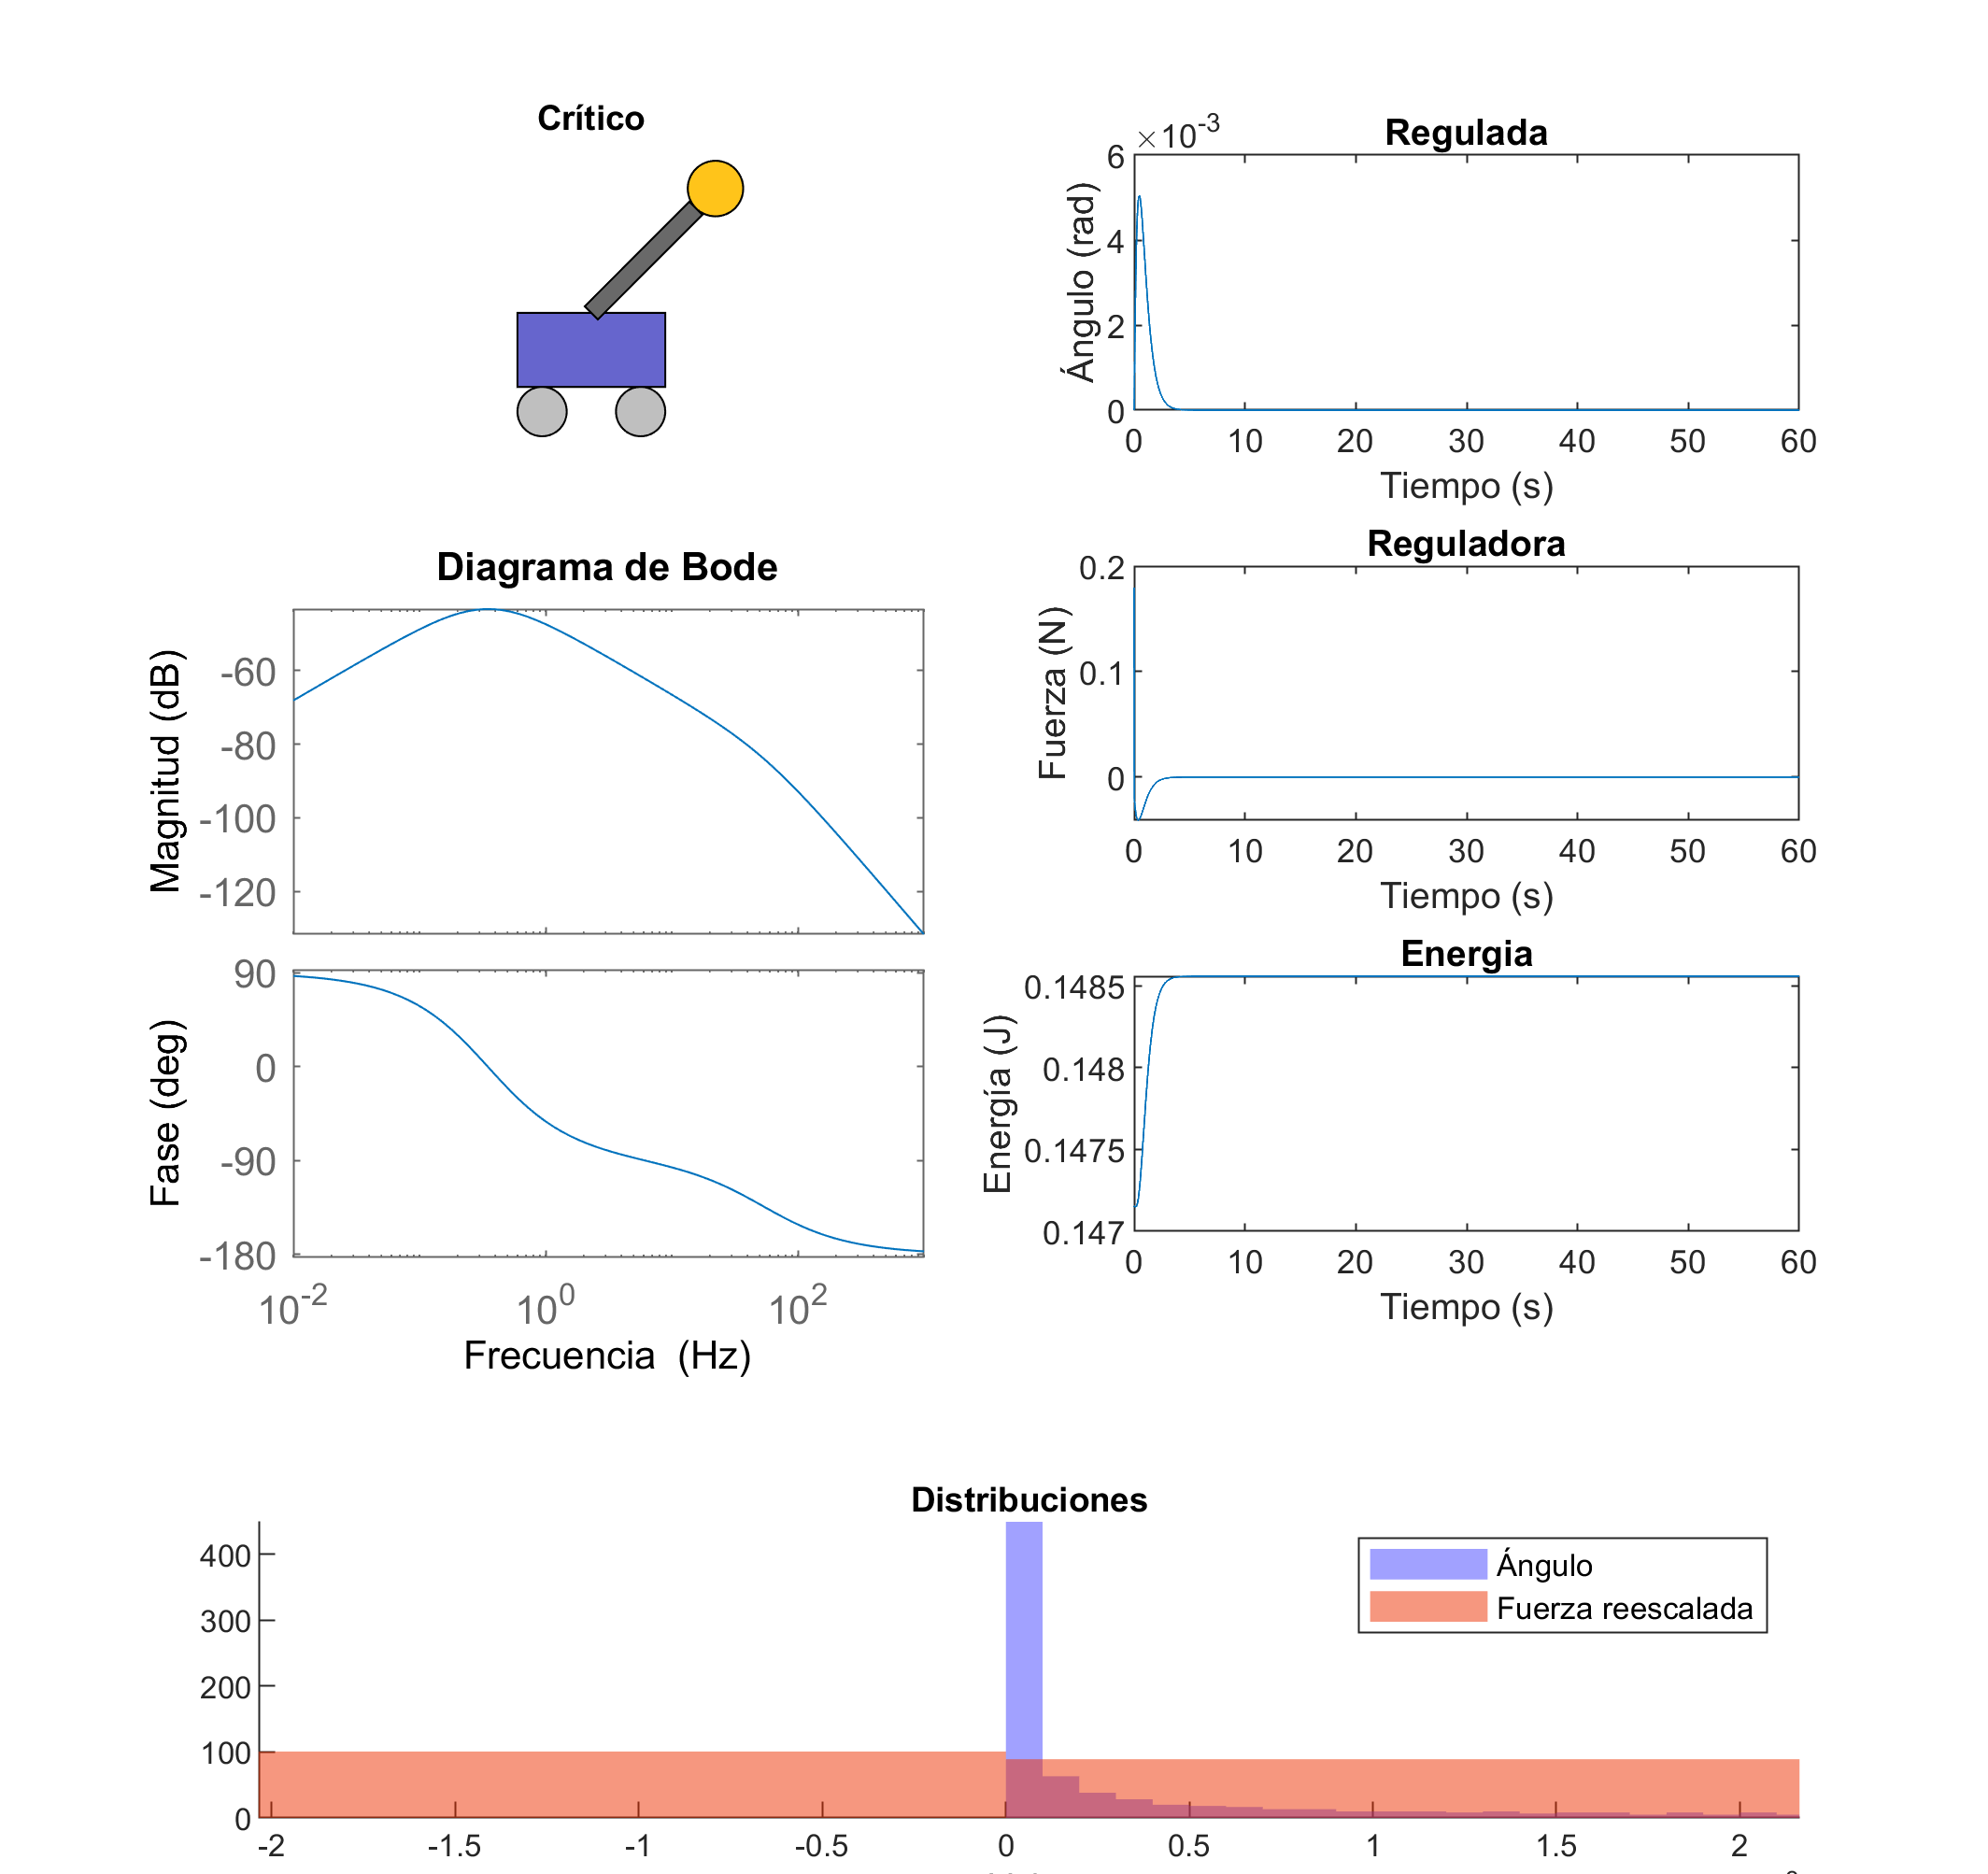 Crítico
Regulada
×10-3
Ángulo (rad)
6
4
2
0
0 10 20 30 40 50 60
Tiempo (s)
Diagrama de Bode
Magnitud (dB)
-60
-80
-100
-120
Fase (deg)
90
0
-90
-180
10-2 100 102
Frecuencia (Hz)
Reguladora
Fuerza (N)
0.2
0.1
0
0 10 20 30 40 50 60
Tiempo (s)
Energia
Energía (J)
0.1485
0.148
0.1475
0.147
0 10 20 30 40 50 60
Tiempo (s)
Distribuciones
400
300
200
100
0
Ángulo
Fuerza reescalada
-2 -1.5 -1 -0.5 0 0.5 1 1.5 2